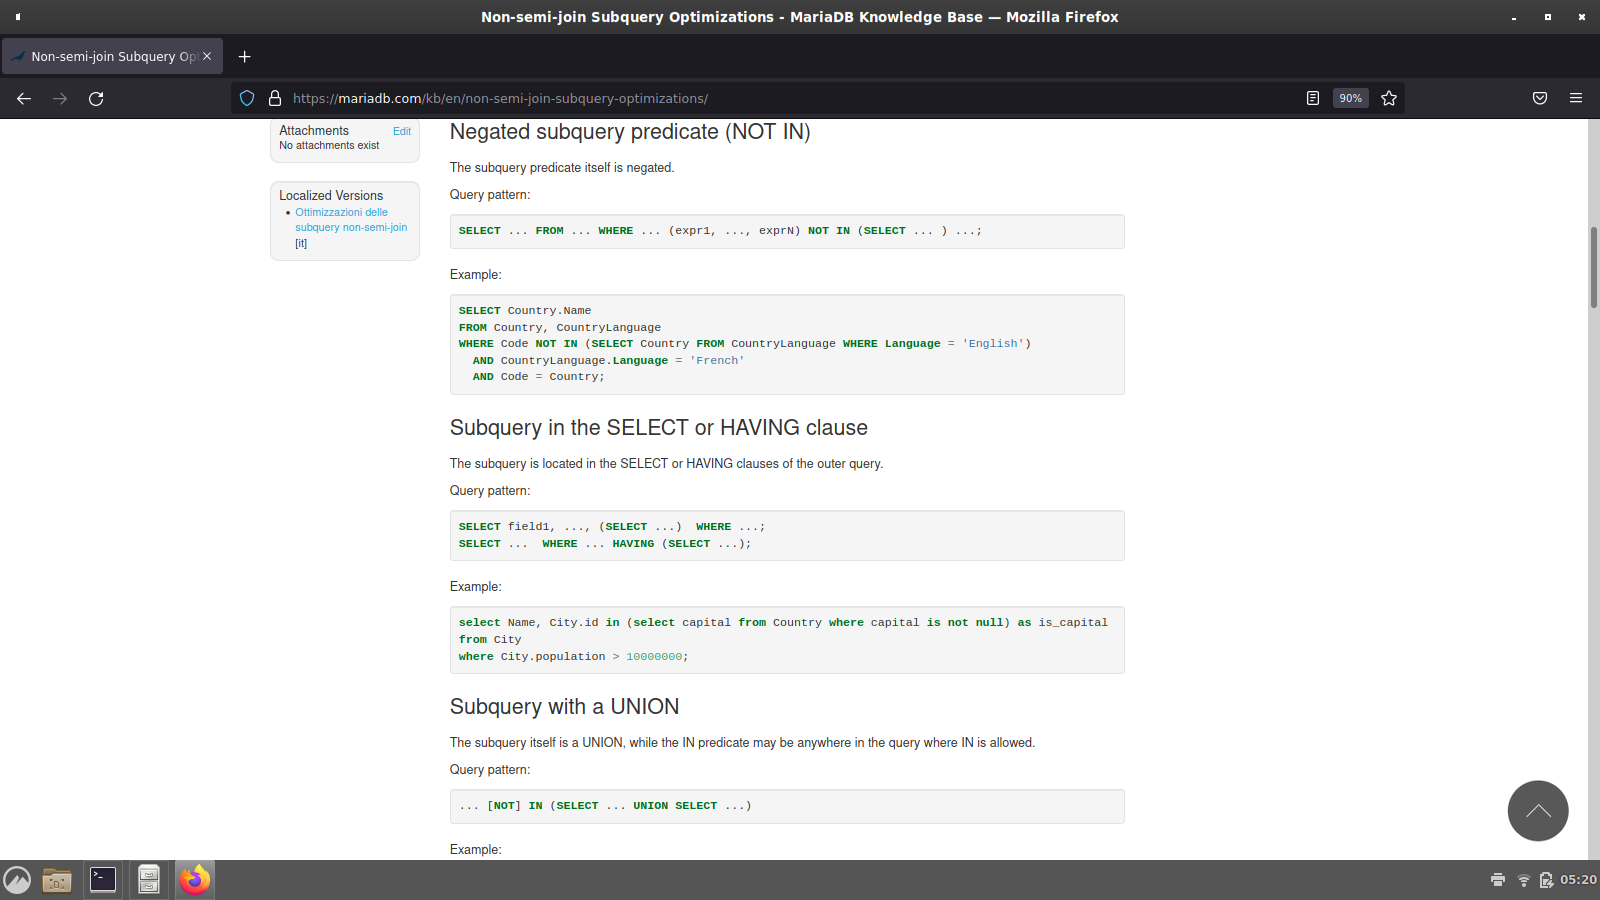 Non-semi-join Subquery Optimizations - MariaDB Knowledge Base — Mozilla Firefox
Non-semi-join Subquery Opt
https://mariadb.com/kb/en/non-semi-join-subquery-optimizations/
90%
Attachments Edit
No attachments exist
Localized Versions
• Ottimizzazioni delle
subquery non-semi-join
[it]
Negated subquery predicate (NOT IN)
The subquery predicate itself is negated.
Query pattern:
SELECT ... FROM ... WHERE ... (expr1, ..., exprN) NOT IN (SELECT ... ) ...;
Example:
SELECT Country.Name
FROM Country, CountryLanguage
WHERE Code NOT IN (SELECT Country FROM CountryLanguage WHERE Language = 'English')
AND CountryLanguage.Language = 'French'
AND Code = Country;
Subquery in the SELECT or HAVING clause
The subquery is located in the SELECT or HAVING clauses of the outer query.
Query pattern:
SELECT field1, ..., (SELECT ...)  WHERE ...;
SELECT ...  WHERE ... HAVING (SELECT ...);
Example:
select Name, City.id in (select capital from Country where capital is not null) as is_capital
from City
where City.population > 10000000;
Subquery with a UNION
The subquery itself is a UNION, while the IN predicate may be anywhere in the query where IN is allowed.
Query pattern:
... [NOT] IN (SELECT ... UNION SELECT ...)
Example:
05:20